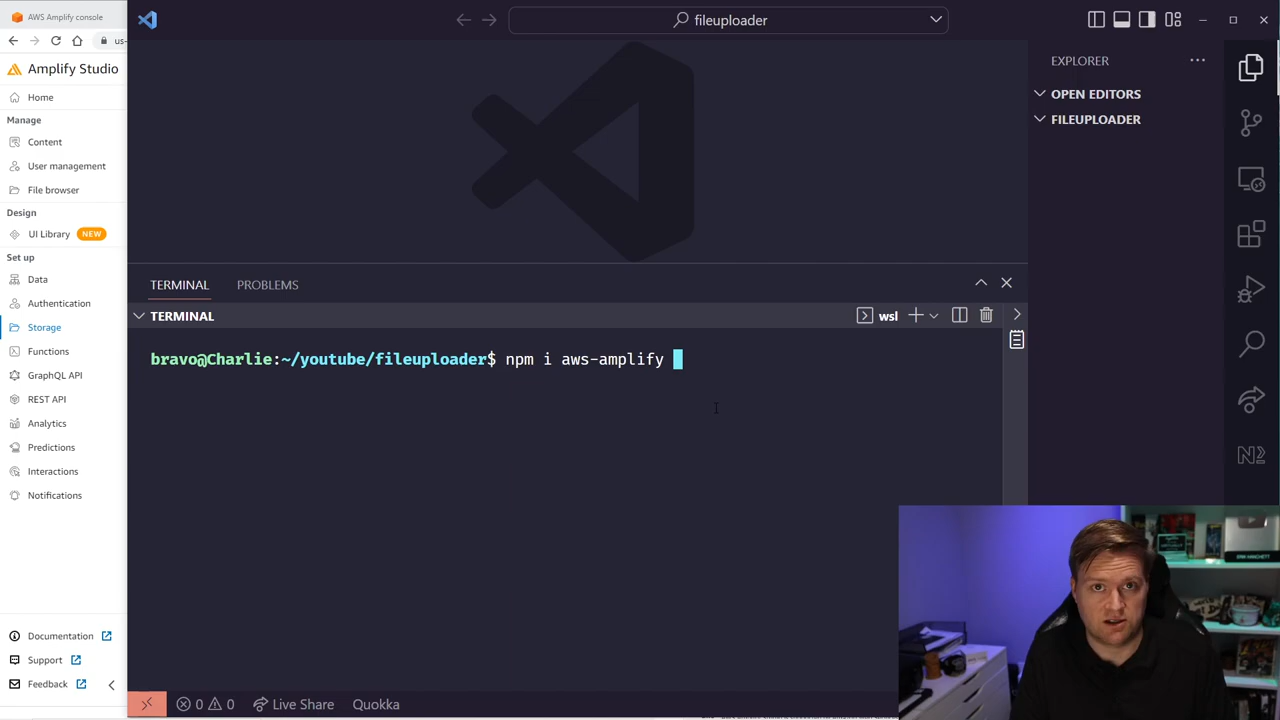 AWS Amplify console
us-
Amplify Studio
Home
Manage
Content
User management
File browser
Design
UI Library NEW
Set up
Data
Authentication
Storage
Functions
GraphQL API
REST API
Analytics
Predictions
Interactions
Notifications
Documentation
Support
Feedback
fileuploader
EXPLORER
OPEN EDITORS
FILEUPLOADER
TERMINAL PROBLEMS
TERMINAL
wsl
bravo@Charlie:~/youtube/fileuploader$ npm i aws-amplify
0 0 Live Share Quokka